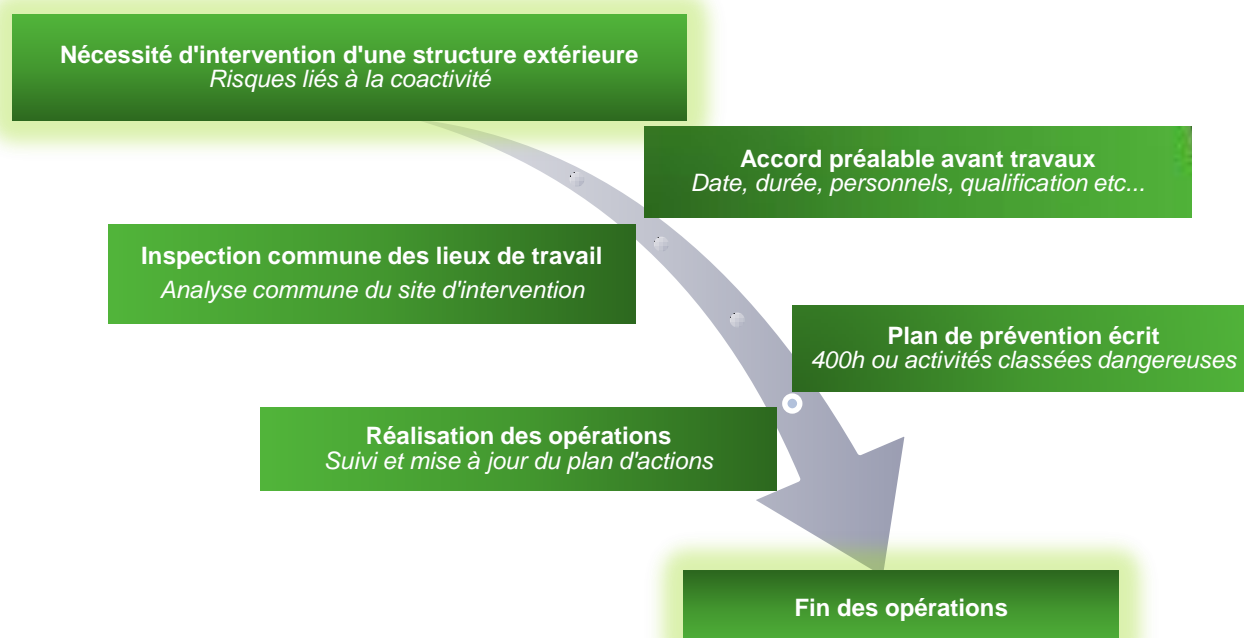 Nécessité d'intervention d'une structure extérieure
Risques liés à la coactivité
Accord préalable avant travaux
Date, durée, personnels, qualification etc...
Inspection commune des lieux de travail
Analyse commune du site d'intervention
Plan de prévention écrit
400h ou activités classées dangereuses
Réalisation des opérations
Suivi et mise à jour du plan d'actions
Fin des opérations